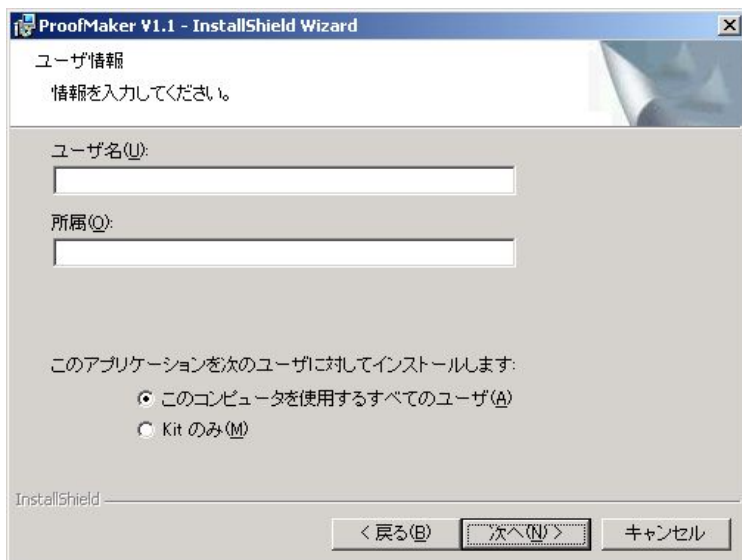 ProofMaker V1.1 - InstallShield Wizard
ユーザ情報
情報を入力してください。
ユーザ名(U):
所属(O):
このアプリケーションを次のユーザに対してインストールします:
このコンピュータを使用するすべてのユーザ(A)
Kit のみ(M)
InstallShield
< 戻る(B)
次へ(N) >
キャンセル